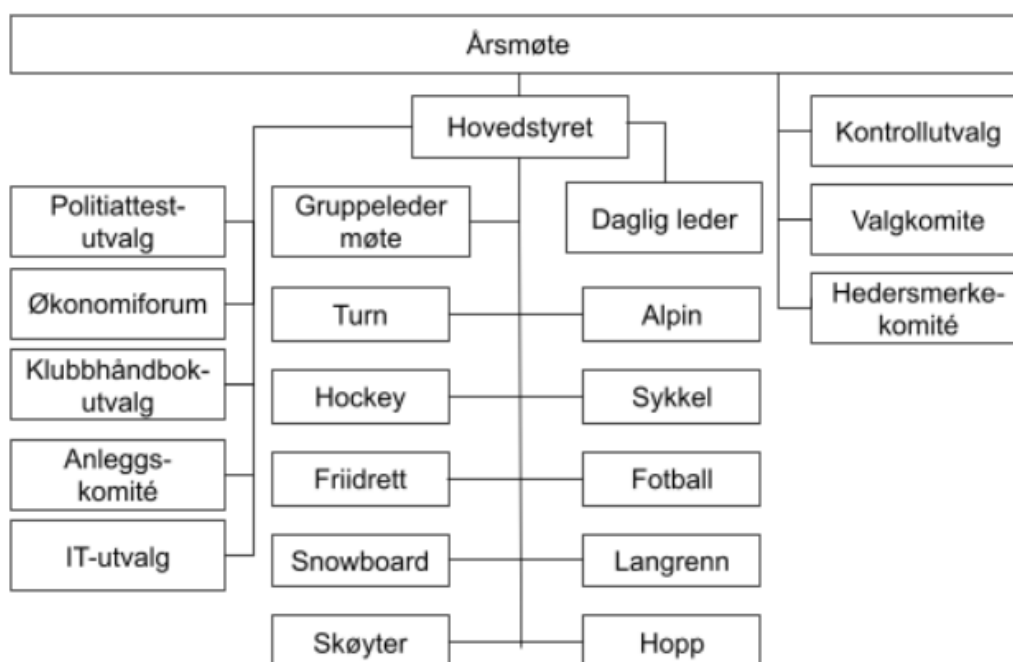 Årsmøte
Hovedstyret
Kontrollutvalg
Politiattest-
utvalg
Gruppeleder
møte
Daglig leder
Valgkomite
Økonomiforum
Turn
Alpin
Hedersmerke-
komité
Klubbhåndbok-
utvalg
Hockey
Sykkel
Anleggs-
komité
Friidrett
Fotball
IT-utvalg
Snowboard
Langrenn
Skøyter
Hopp